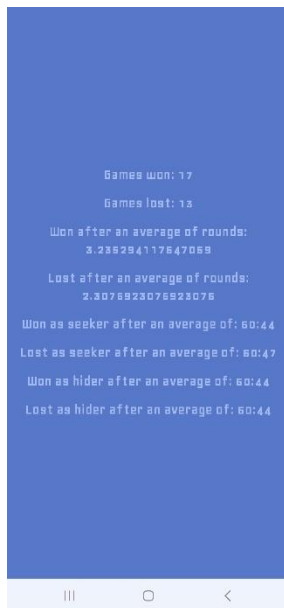 Games won: 17
Games lost: 13
Won after an average of rounds:
3.235294117647059
Lost after an average of rounds:
2.3076923076923075
Won as seeker after an average of: 60:44
Lost as seeker after an average of: 60:47
Won as hider after an average of: 60:44
Lost as hider after an average of: 60:44